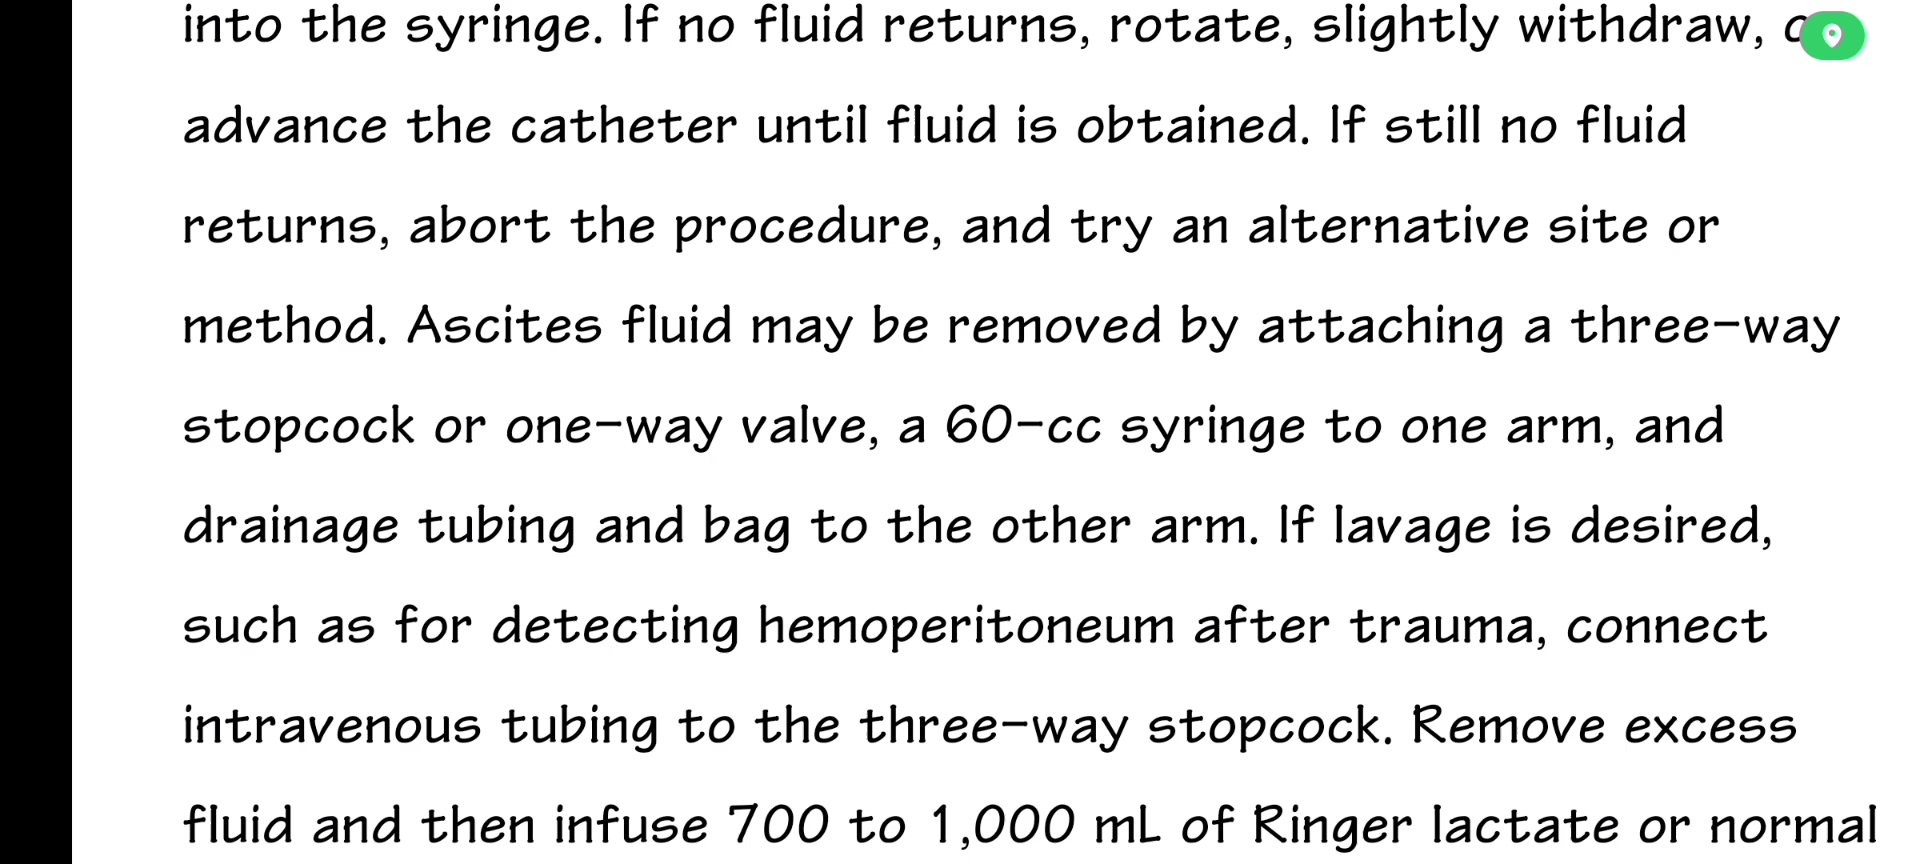 into the syringe. If no fluid returns, rotate, slightly withdraw,
advance the catheter until fluid is obtained. If still no fluid
returns, abort the procedure, and try an alternative site or
method. Ascites fluid may be removed by attaching a three-way
stopcock or one-way valve, a 60-cc syringe to one arm, and
drainage tubing and bag to the other arm. If lavage is desired,
such as for detecting hemoperitoneum after trauma, connect
intravenous tubing to the three-way stopcock. Remove excess
fluid and then infuse 700 to 1,000 mL of Ringer lactate or normal